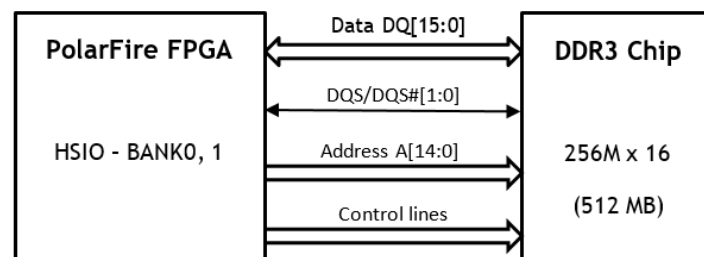 Data DQ[15:0]
PolarFire FPGA
DDR3 Chip
DQS/DQS#[1:0]
HSIO - BANK0, 1
Address A[14:0]
256M x 16
(512 MB)
Control lines